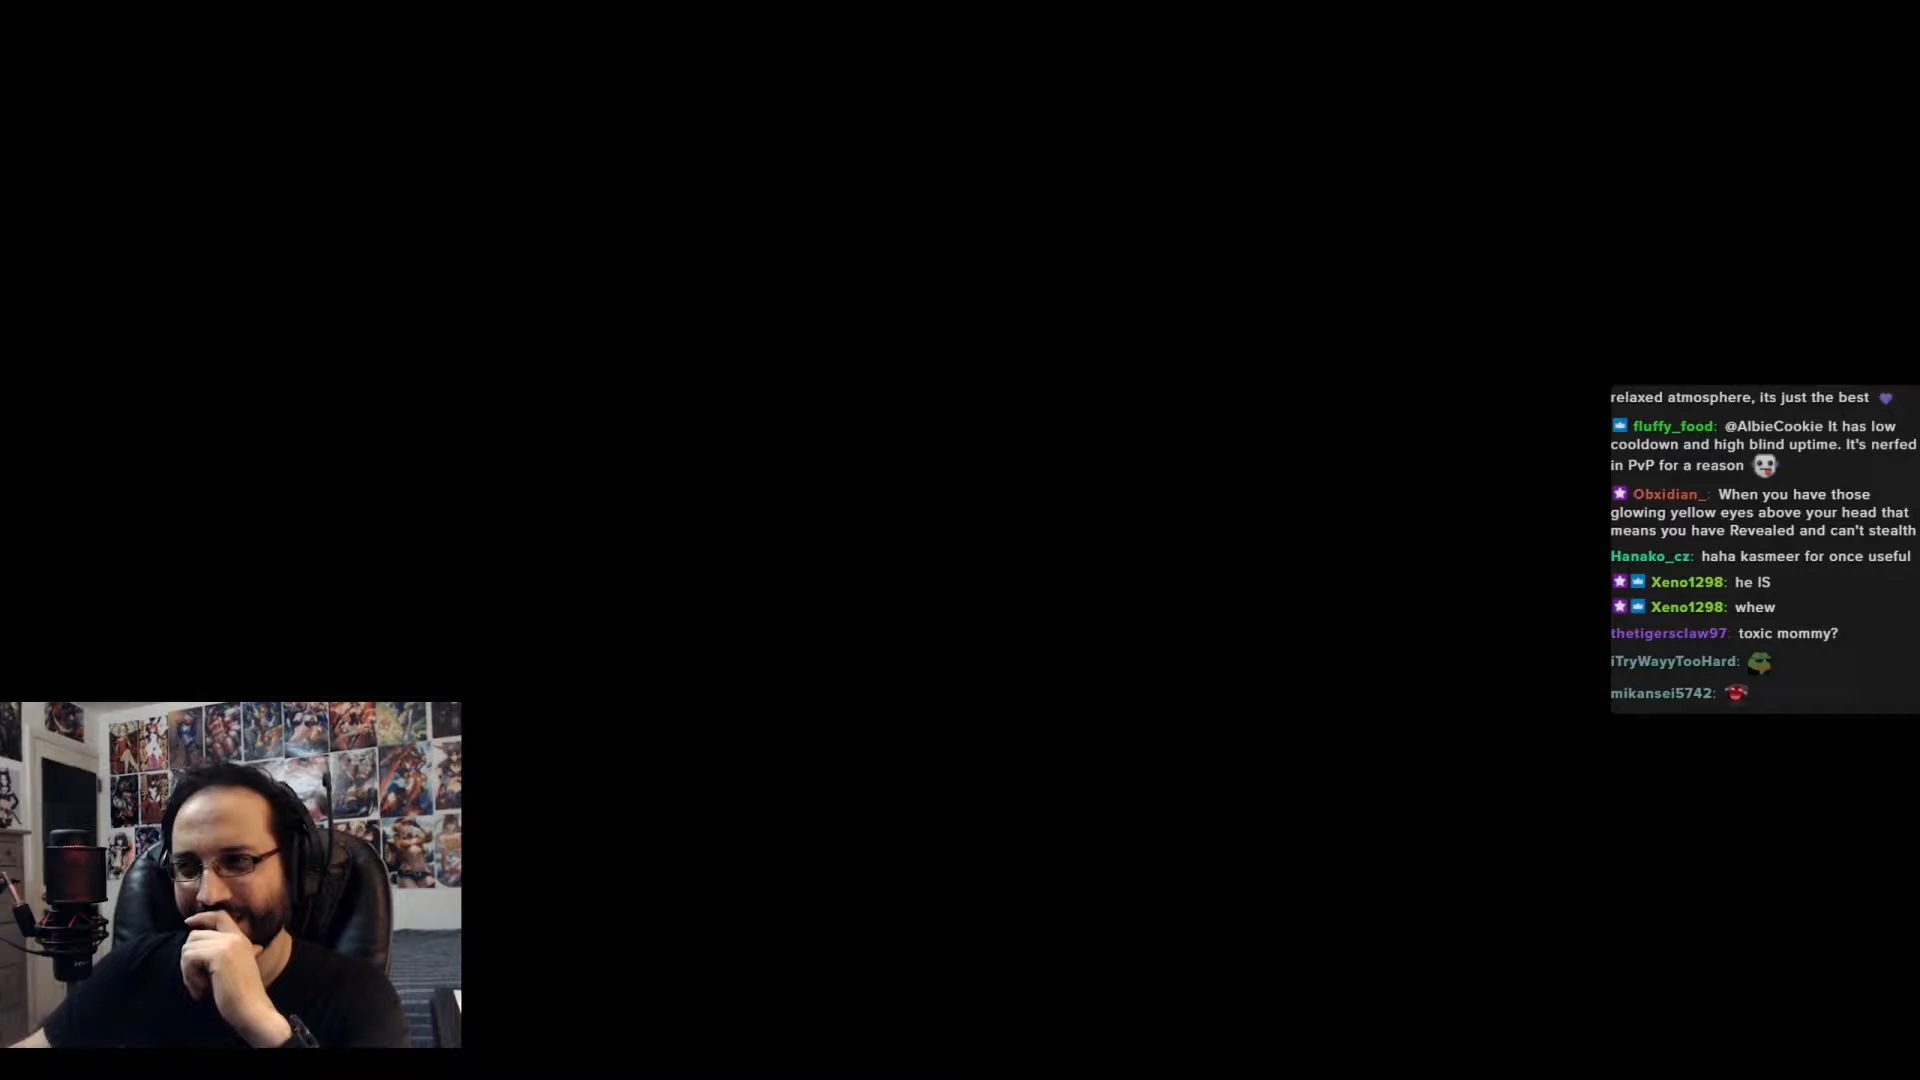 relaxed atmosphere, its just the best
fluffy_food: @AlbieCookie It has low
cooldown and high blind uptime. It's nerfed
in PvP for a reason
Obxidian_: When you have those
glowing yellow eyes above your head that
means you have Revealed and can't stealth
Hanako_cz: haha kasmeer for once useful
Xeno1298: he IS
Xeno1298: whew
thetigersclaw97: toxic mommy?
iTryWayyTooHard:
mikansei5742: